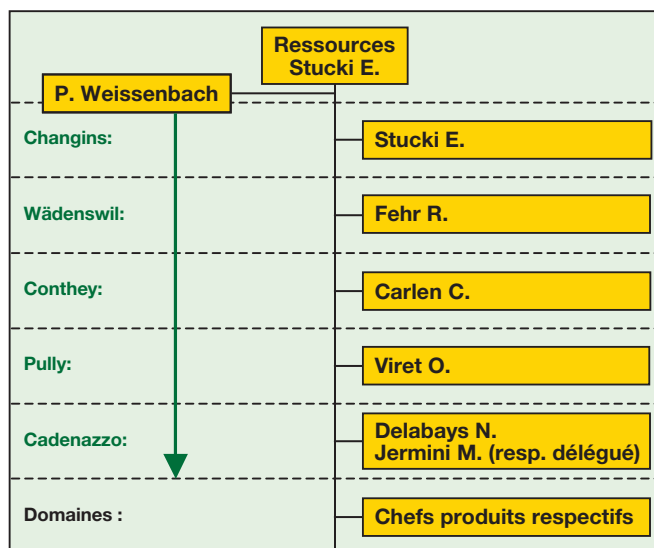 Ressources
Stucki E.
P. Weissenbach
Changins:
Stucki E.
Wädenswil:
Fehr R.
Conthey:
Carlen C.
Pully:
Viret O.
Cadenazzo:
Delabays N.
Jermini M. (resp. délégué)
Domaines :
Chefs produits respectifs